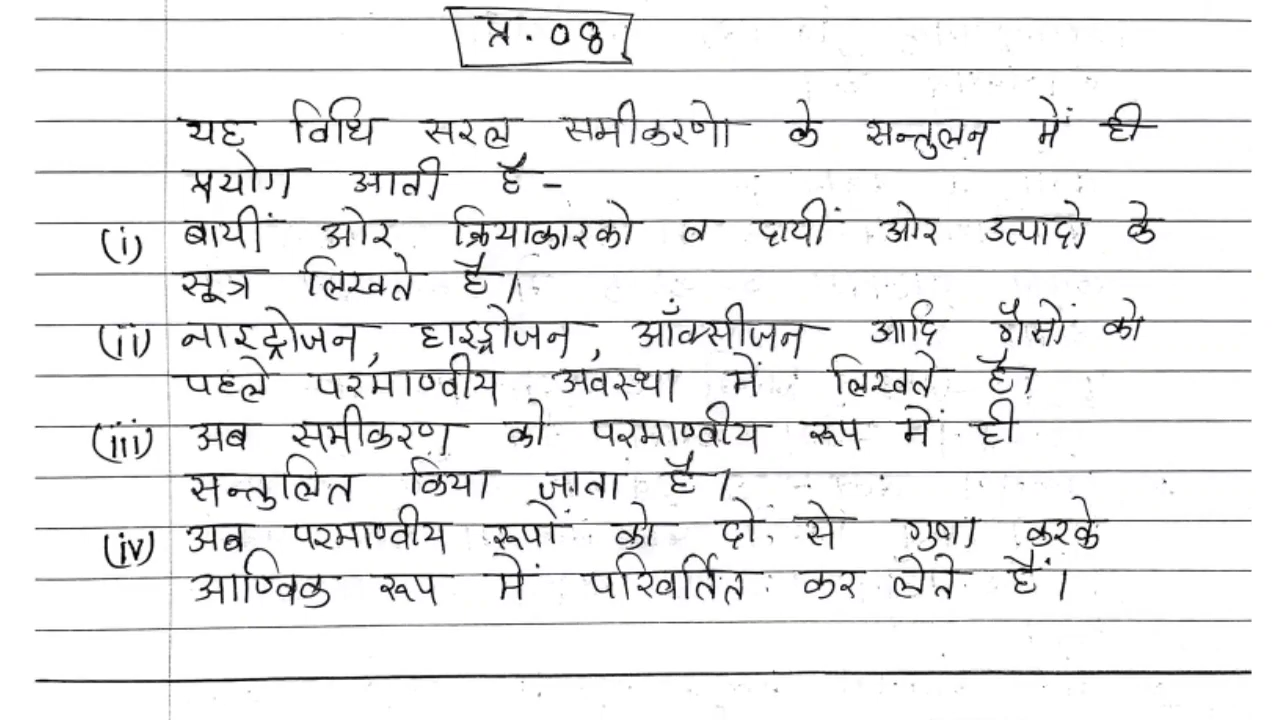 प्र. 08
यह विधि सरल समीकरणो के सन्तुलन में ही
प्रयोग आती है -
(i) बायीं ओर क्रियाकारको व दायीं ओर उत्पादो के
सूत्र लिखते है।
(ii) नाइट्रोजन, हाइड्रोजन, ऑक्सीजन आदि गैसों को
पहले परमाण्वीय अवस्था में लिखते है।
(iii) अब समीकरण को परमाण्वीय रूप में ही
सन्तुलित किया जाता है।
(iv) अब परमाण्वीय रूपों को दो से गुणा करके
आण्विक रूप में परिवर्तित कर लेते हैं।